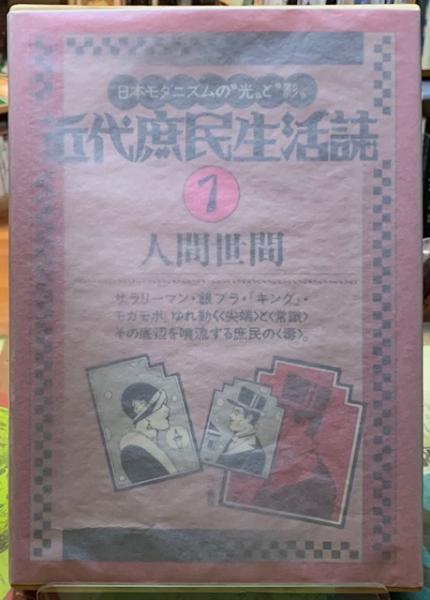 日本モダニズムの"光"と"影"
近代庶民生活誌
1
人間世間
サラリーマン・銀ブラ・「キング」・
モガモボ。ゆれ動く〈尖端〉と〈常識〉
その底辺を噴流する庶民の〈毒〉。